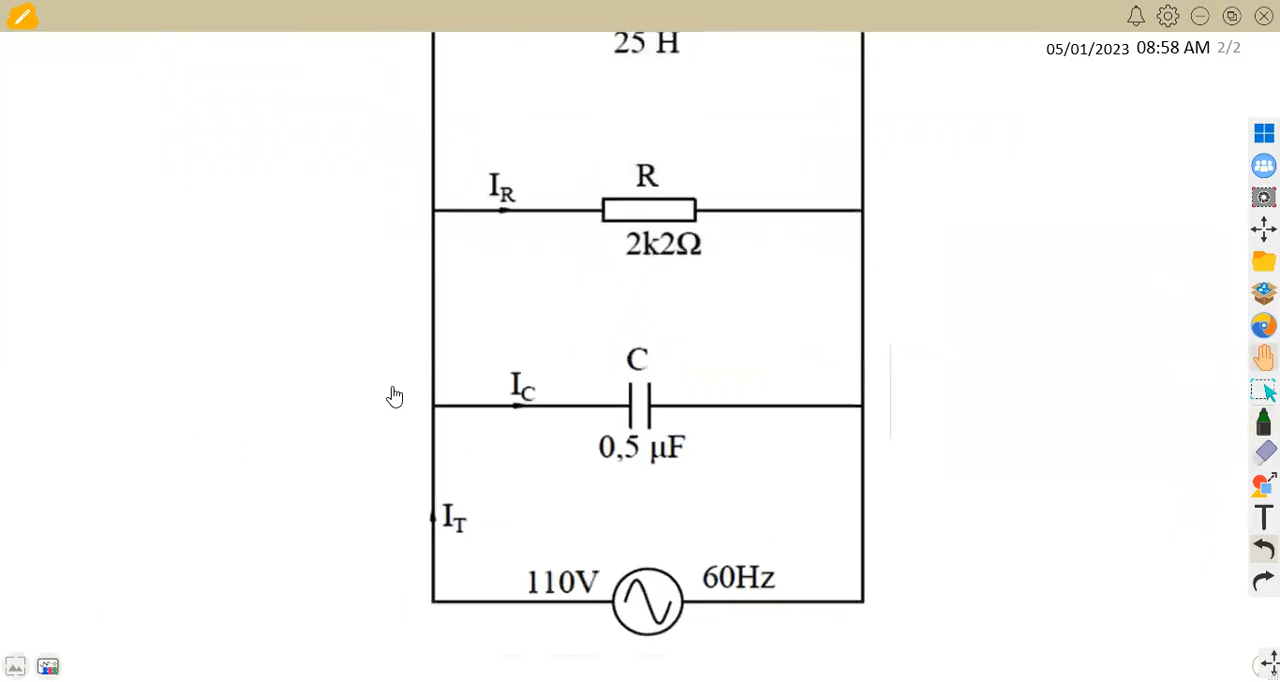 25 H
05/01/2023 08:58 AM 2/2
R
I_R
2k2Ω
C
I_C
0,5 µF
I_T
110V
60Hz
T